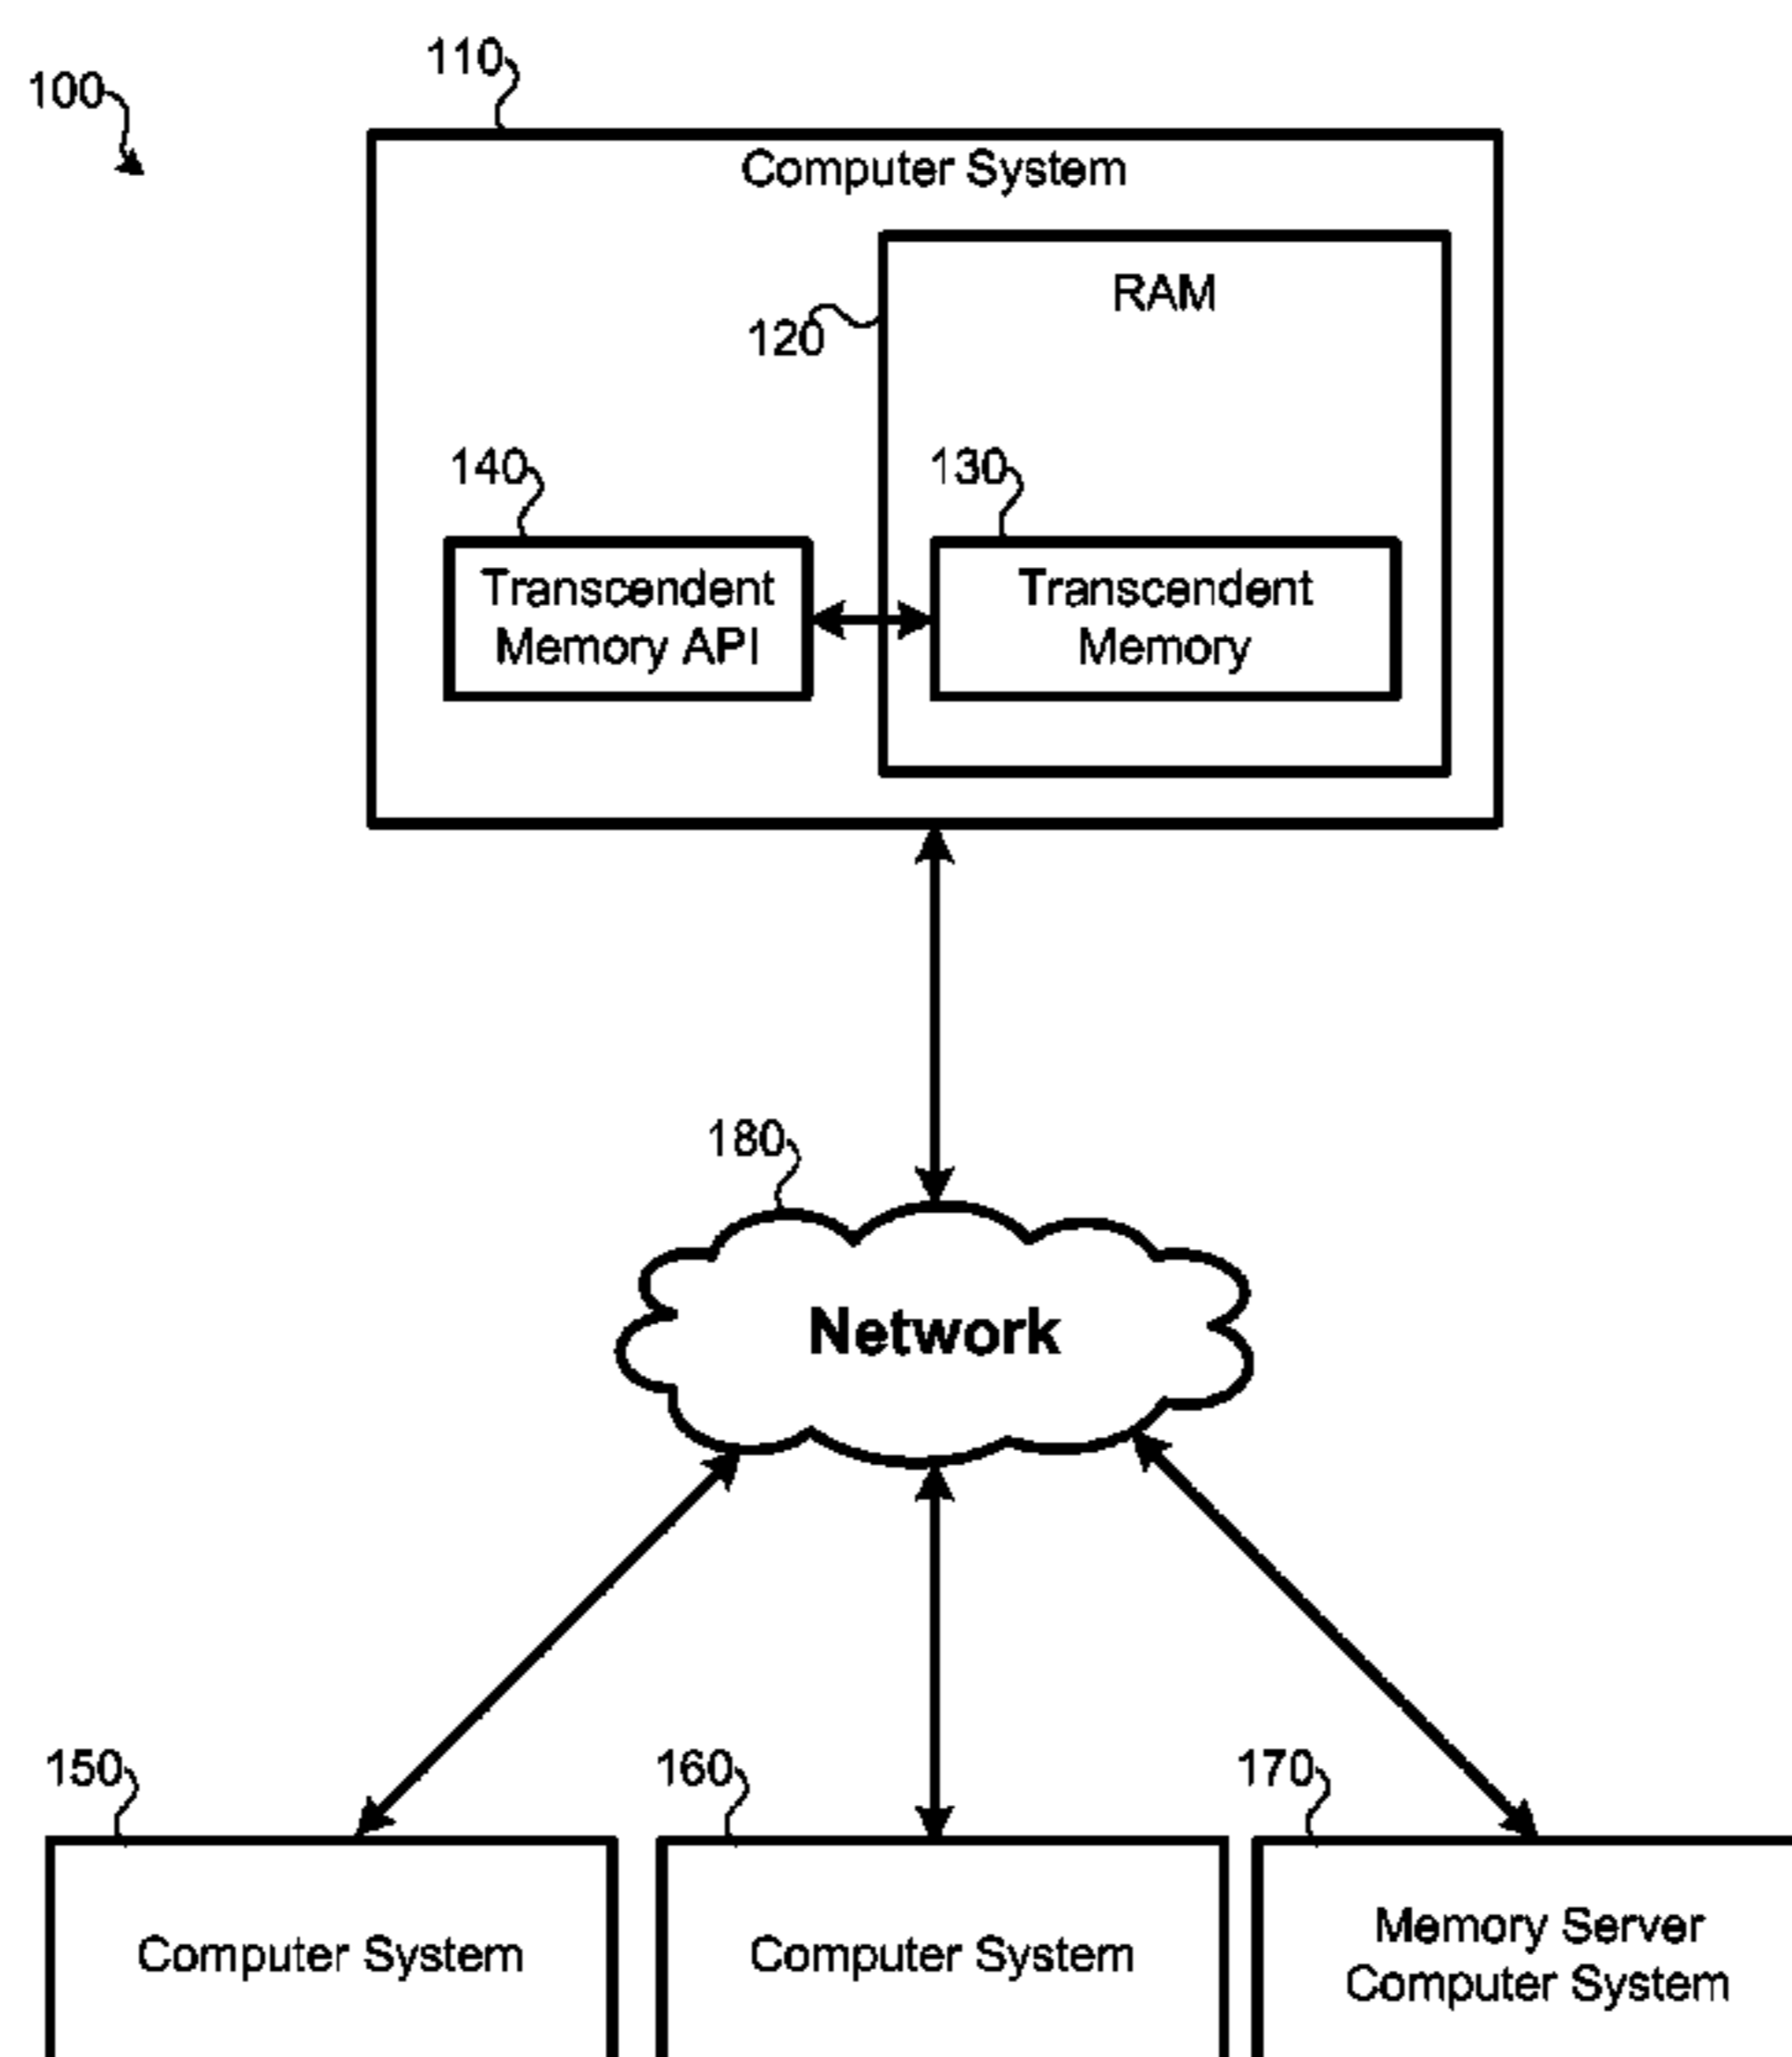 110
100
Computer System
RAM
120
140
130
Transcendent
Memory API
Transcendent
Memory
180
Network
150
160
170
Computer System
Computer System
Memory Server
Computer System